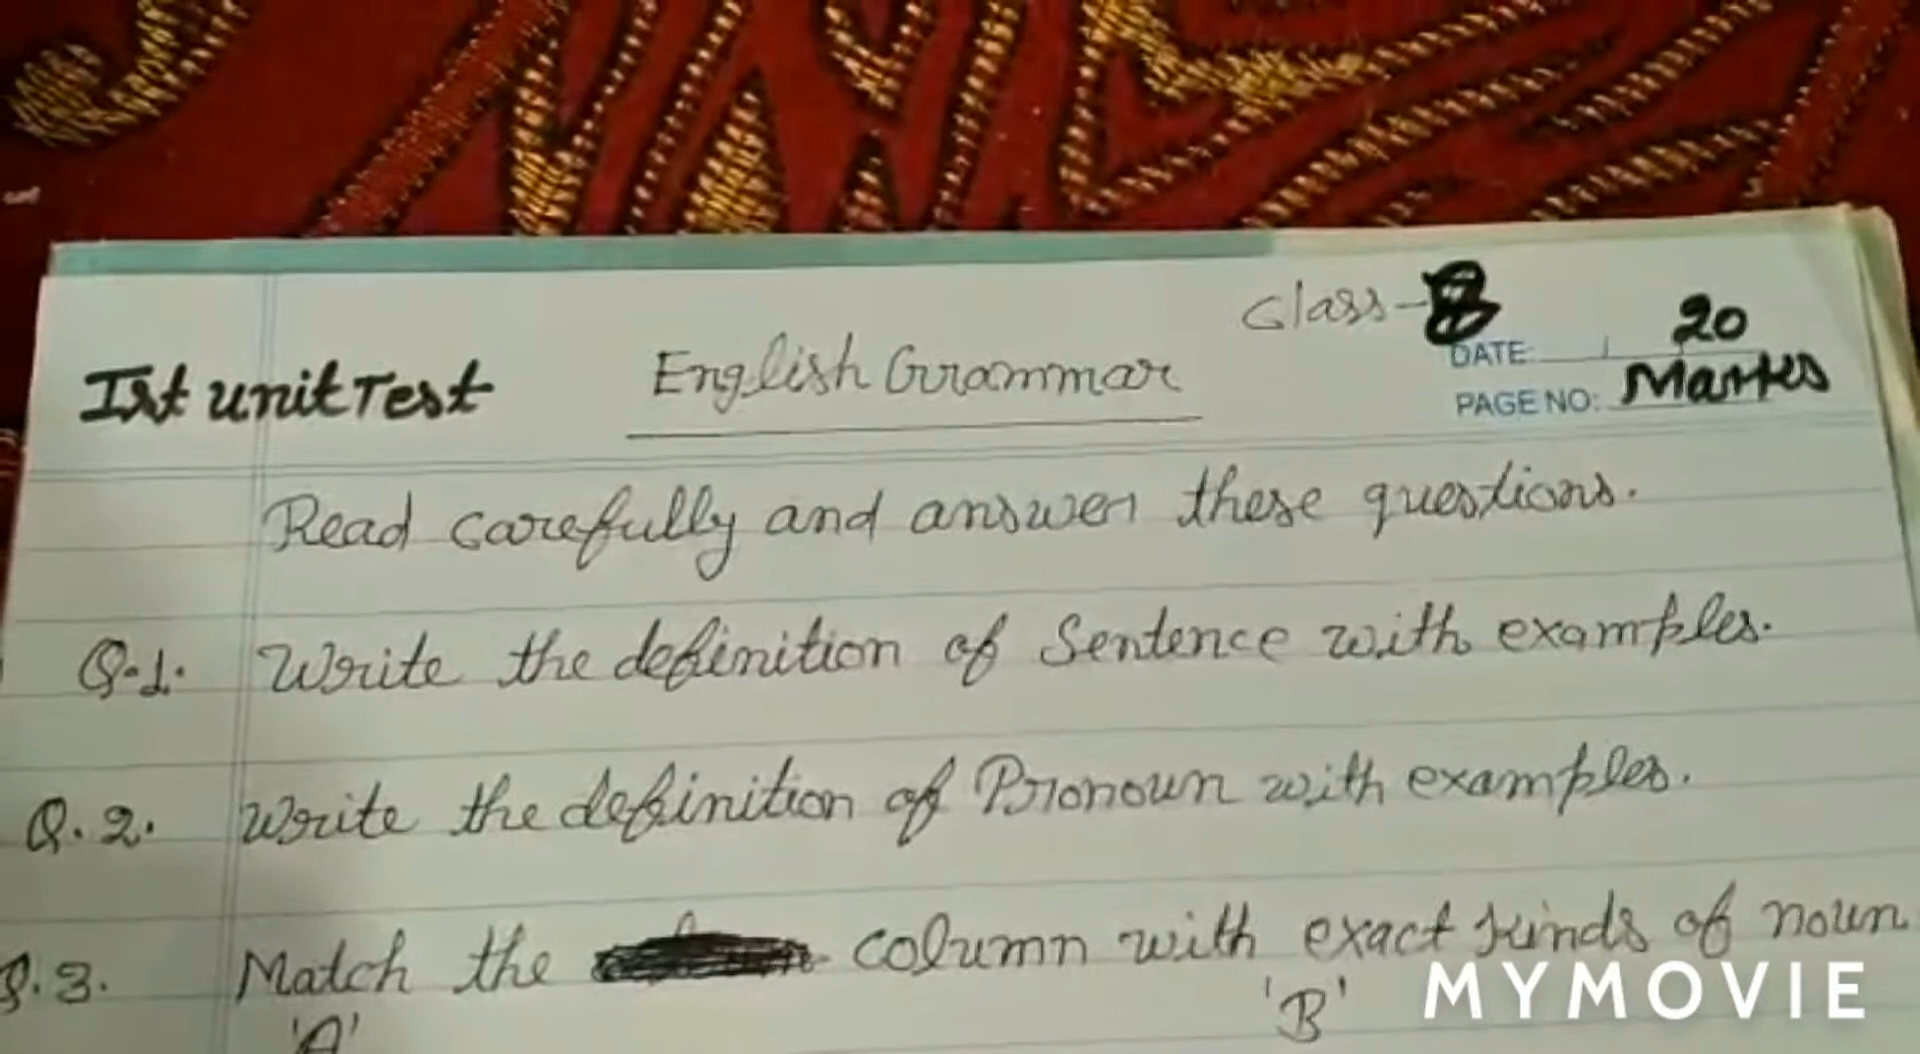 Class-8
20
DATE:
Ist unit Test English Grammar
Marks
PAGE NO:
Read carefully and answer these questions.
Q.1. Write the definition of Sentence with examples.
Q.2. Write the definition of Pronoun with examples.
Q.3. Match the column with exact kinds of noun
'A' 'B'
MYMOVIE